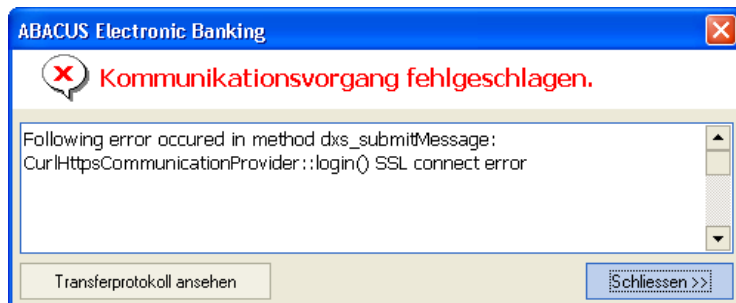 ABACUS Electronic Banking
Kommunikationsvorgang fehlgeschlagen.
Following error occured in method dxs_submitMessage:
CurlHttpsCommunicationProvider::login() SSL connect error
Transferprotokoll ansehen
Schliessen >>